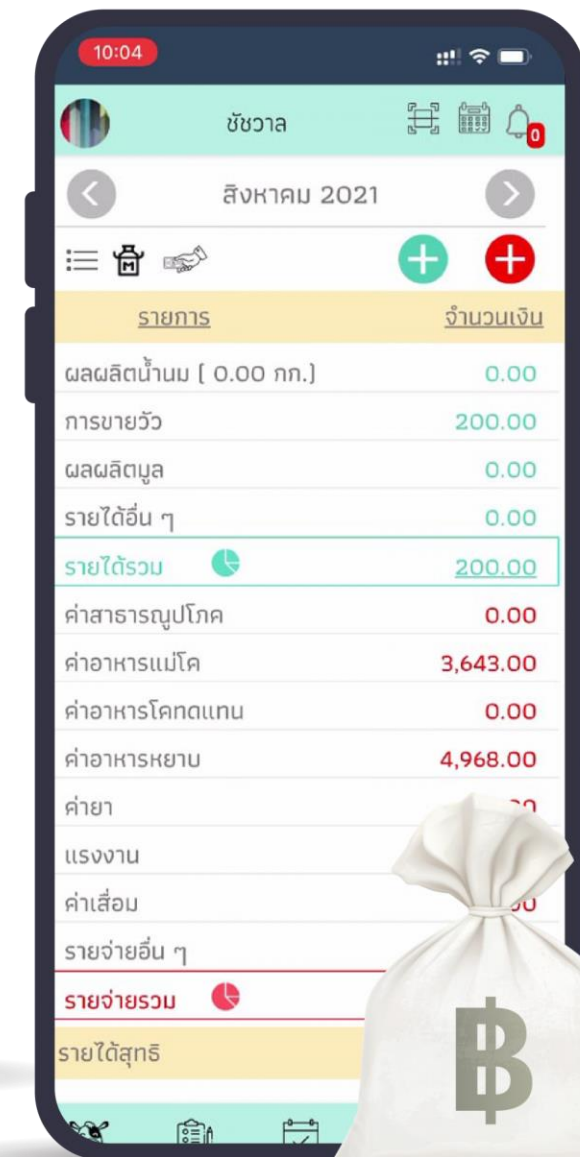 10:04
ชัชวาล
0
สิงหาคม 2021
M
รายการ จำนวนเงิน
ผลผลิตน้ำนม [ 0.00 กก.] 0.00
การขายวัว 200.00
ผลผลิตมูล 0.00
รายได้อื่น ๆ 0.00
รายได้รวม 200.00
ค่าสาธารณูปโภค 0.00
ค่าอาหารแม่โค 3,643.00
ค่าอาหารโคทดแทน 0.00
ค่าอาหารหยาบ 4,968.00
ค่ายา
แรงงาน
ค่าเสื่อม
รายจ่ายอื่น ๆ
รายจ่ายรวม
รายได้สุทธิ
฿